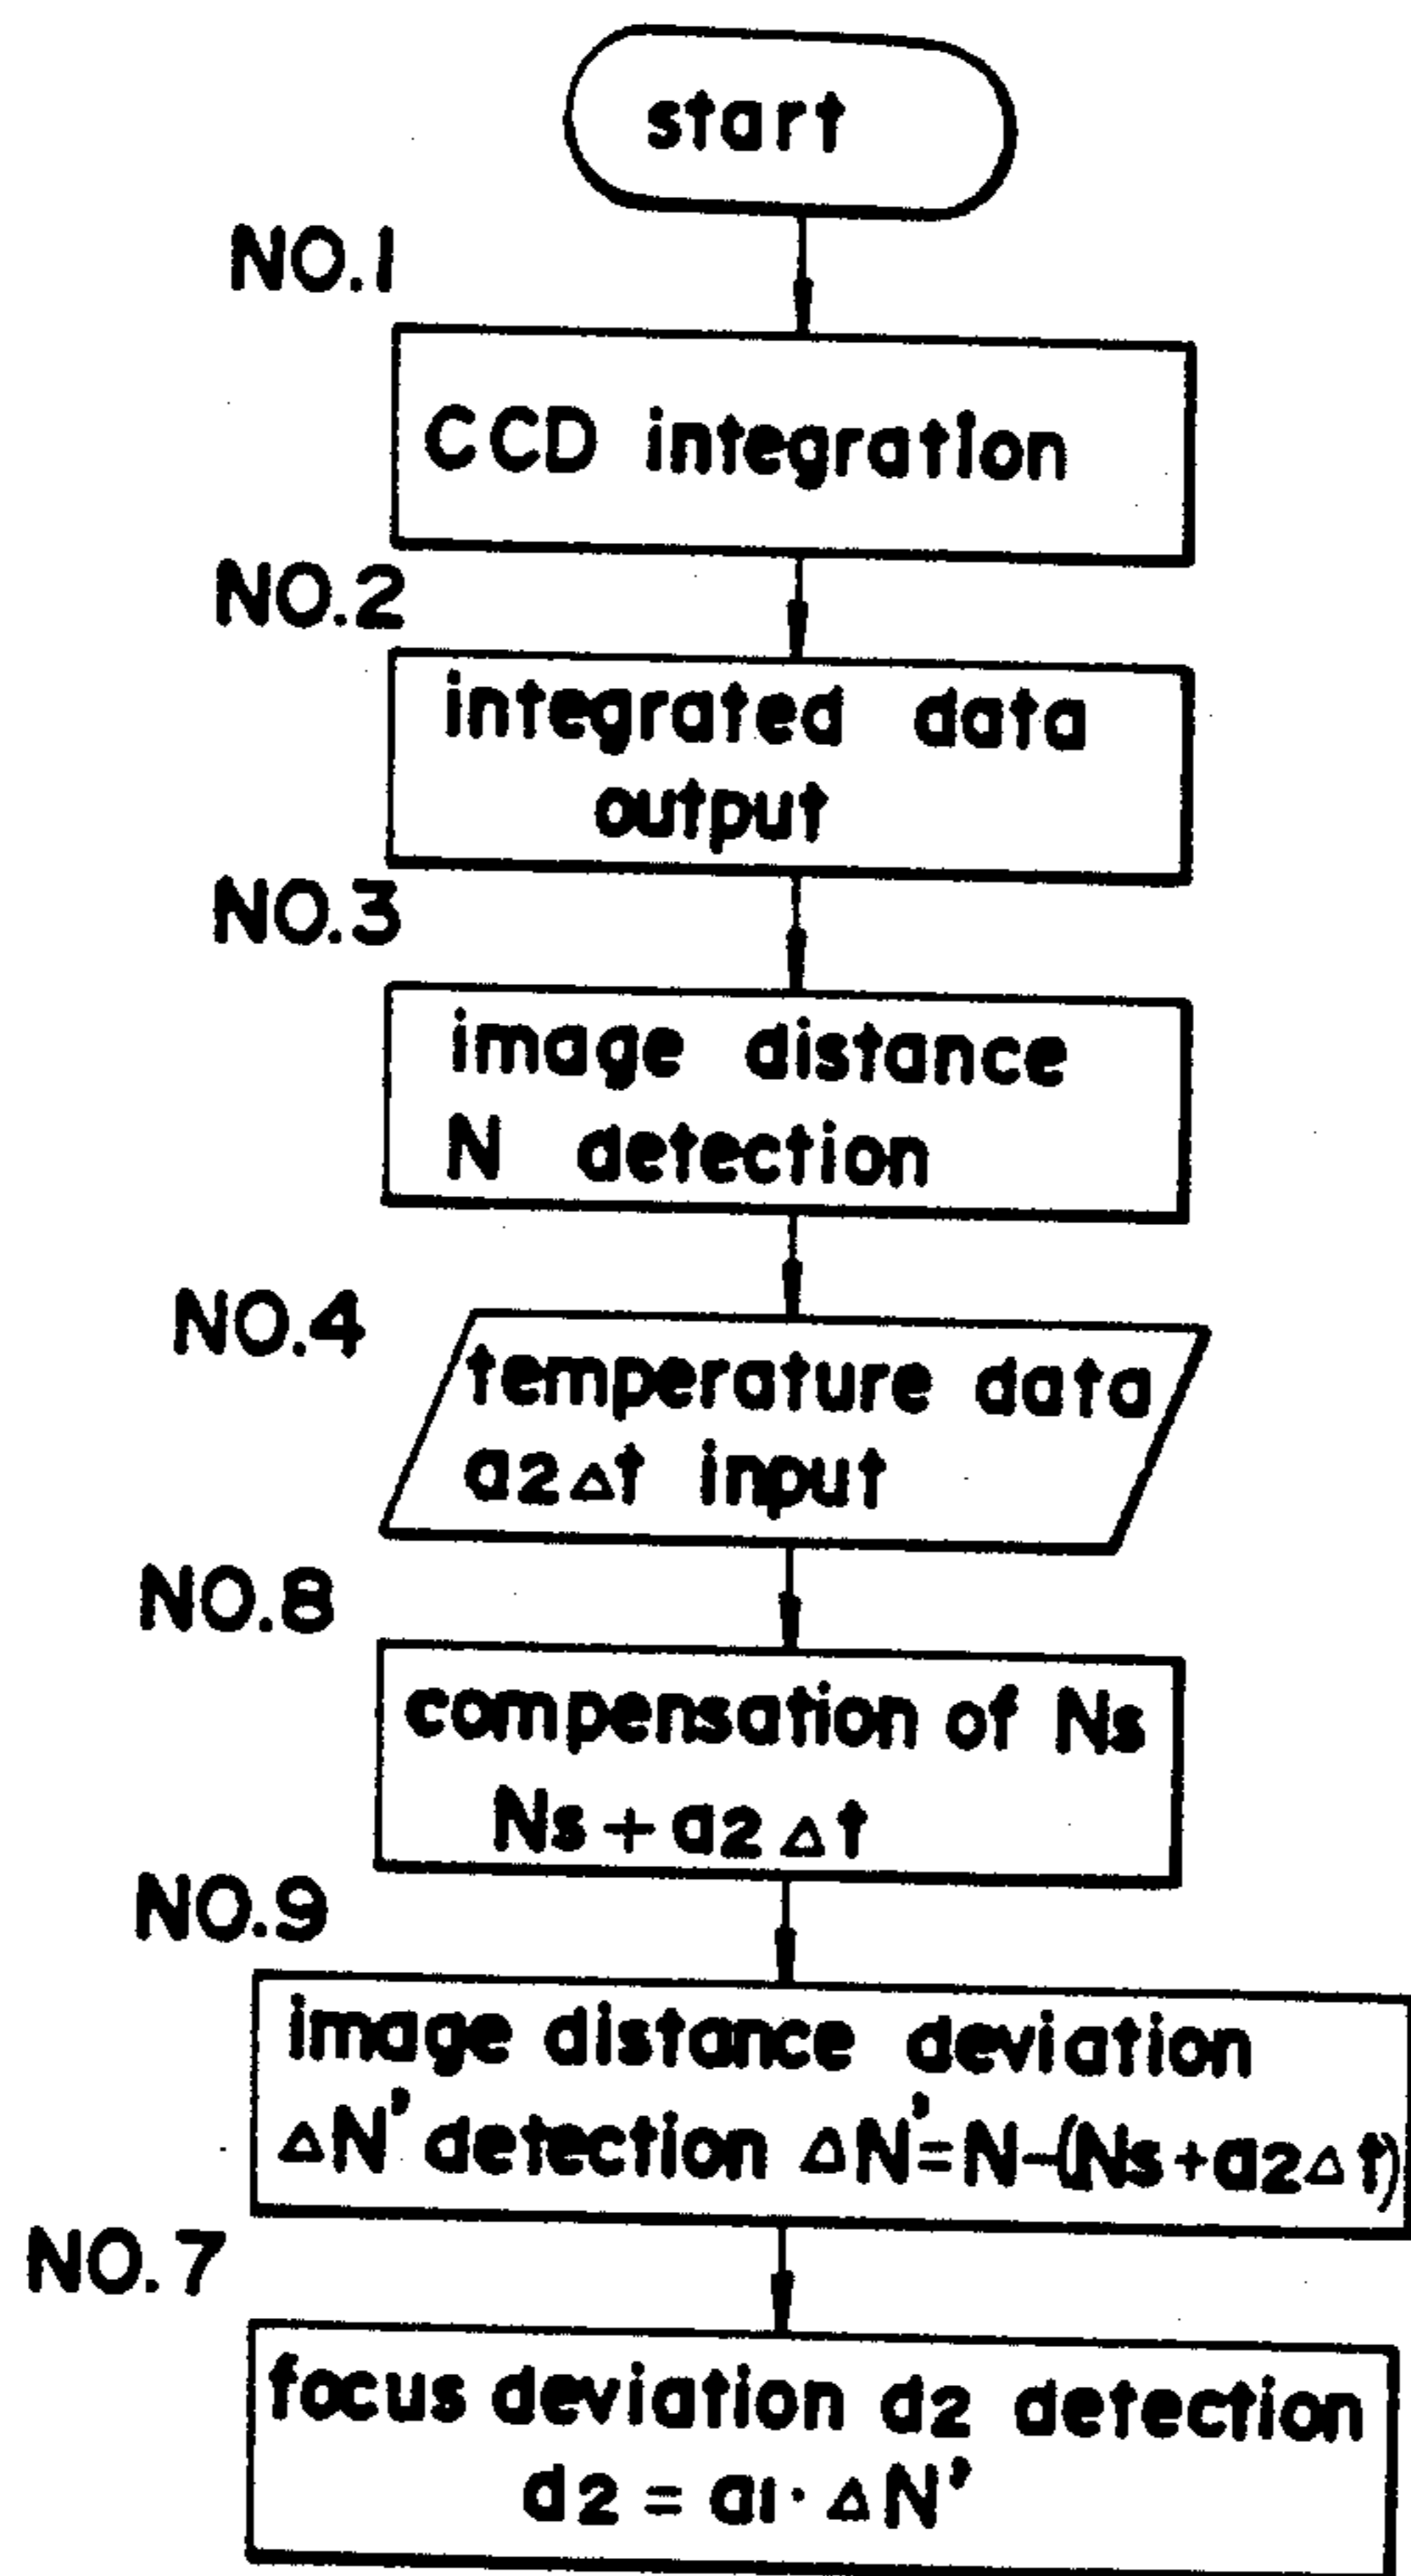 start
NO.1
CCD integration
NO.2
integrated data
output
NO.3
image distance
N detection
NO.4
temperature data
a2Δt input
NO.8
compensation of Ns
Ns+a2Δt
NO.9
image distance deviation
ΔN' detection ΔN'=N-(Ns+a2Δt)
NO.7
focus deviation d2 detection
d2 = a1·ΔN'